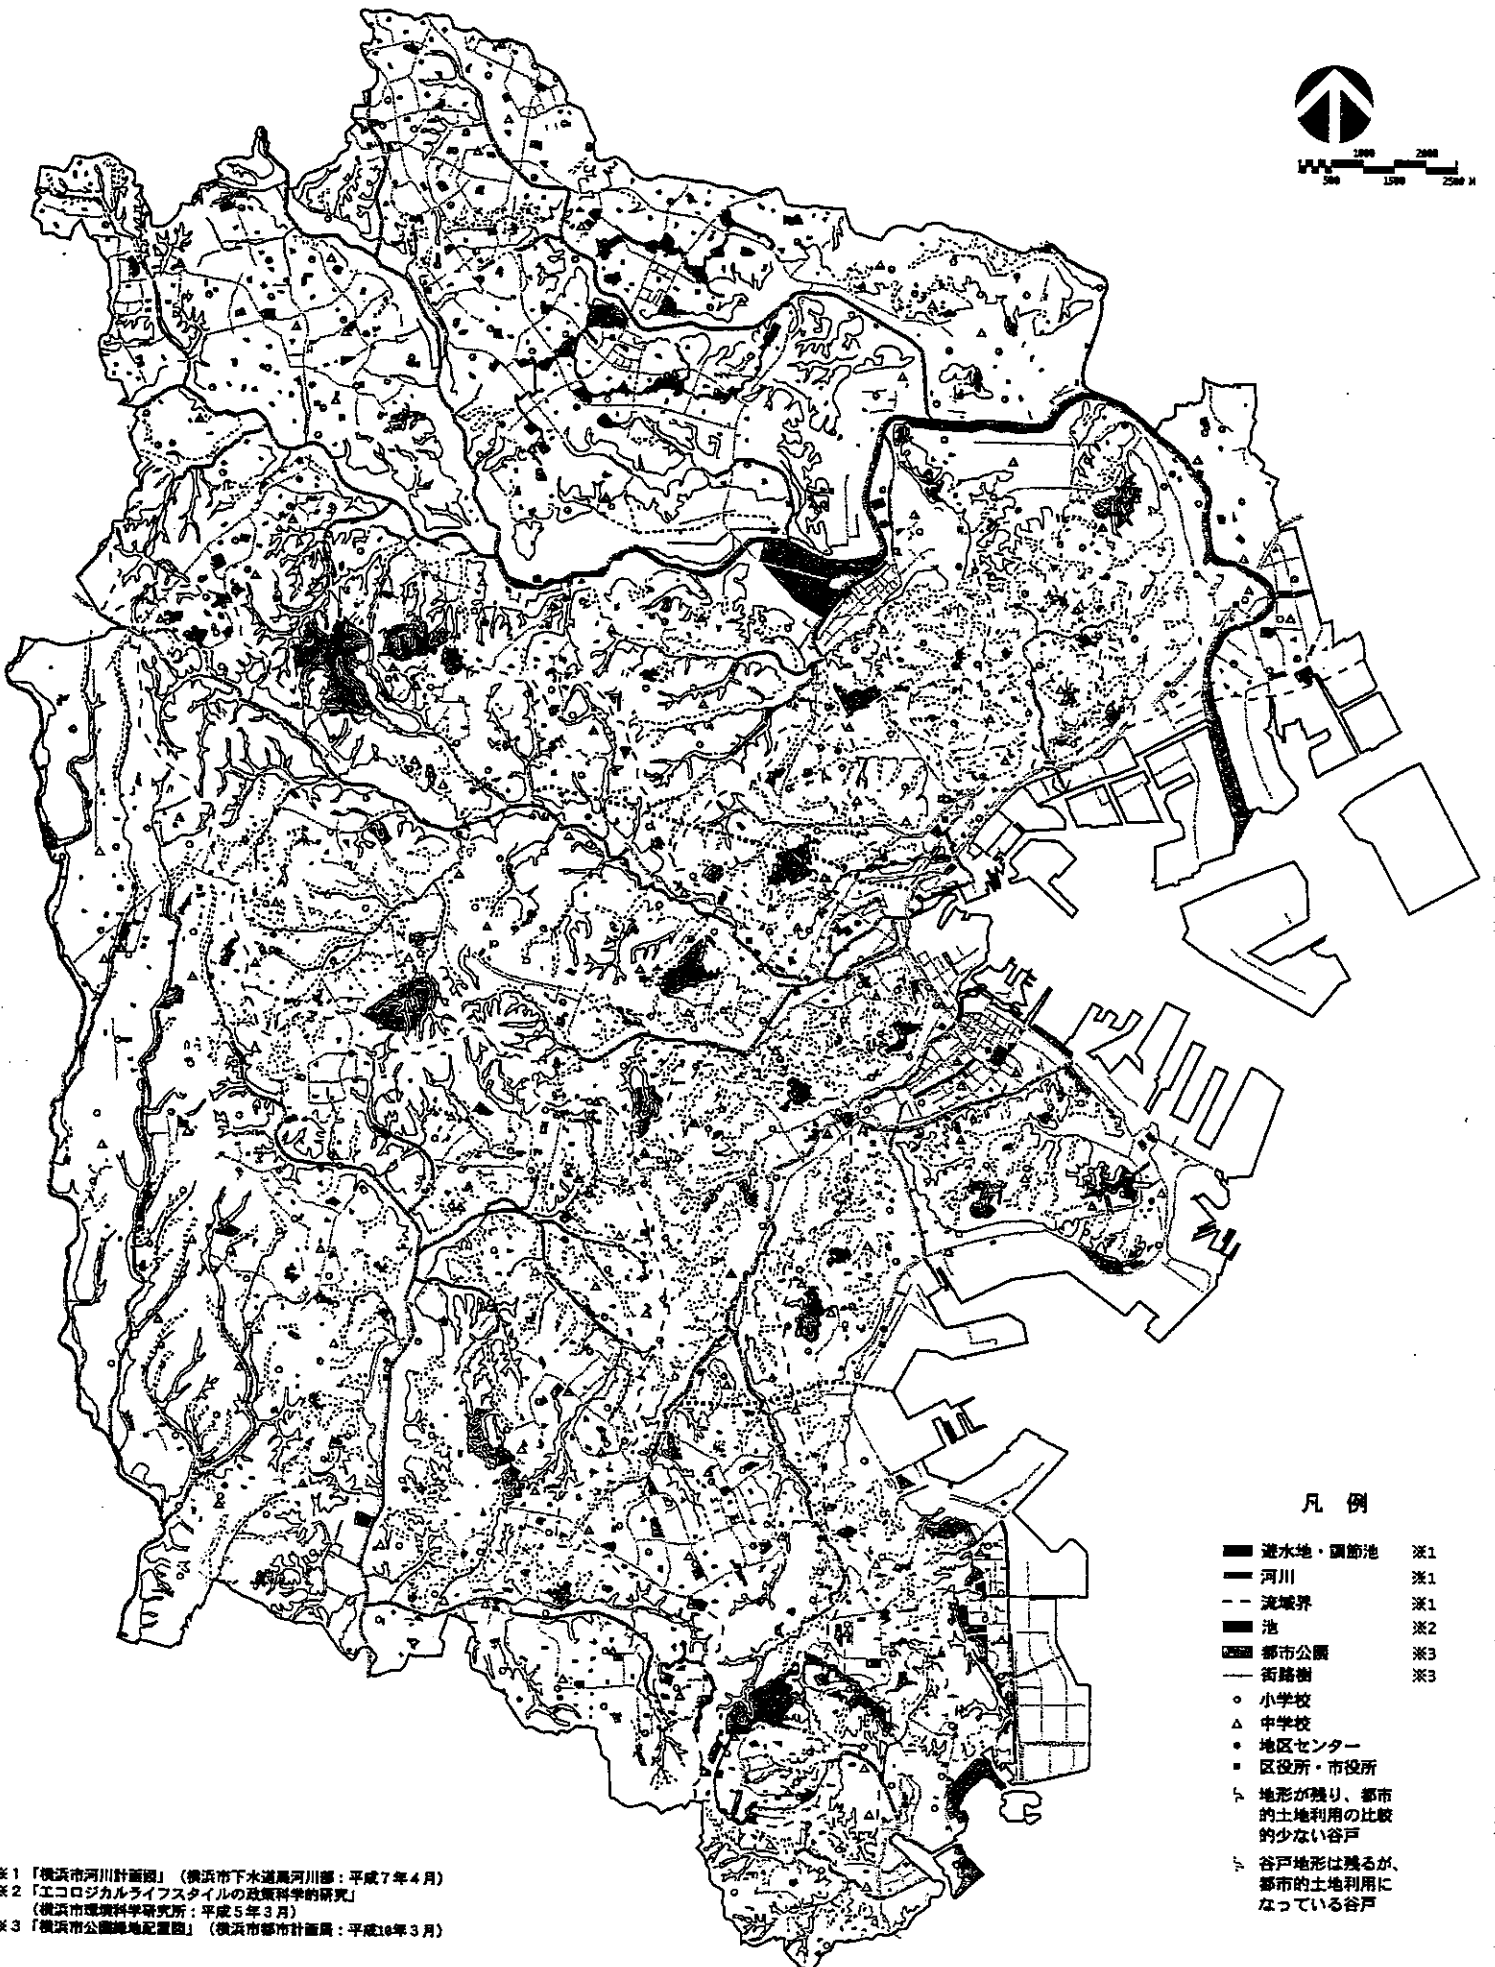 1000 2000
500 1500 2500 M
凡 例
遊水地・調節池 ※1
河川 ※1
流域界 ※1
池 ※2
都市公園 ※3
街路樹 ※3
小学校
中学校
地区センター
区役所・市役所
地形が残り、都市
的土地利用の比較
的少ない谷戸
谷戸地形は残るが、
都市的土地利用に
なっている谷戸
※1「横浜市河川計画図」（横浜市下水道局河川部：平成7年4月）
※2「エコロジカルライフスタイルの政策科学的研究」
（横浜市環境科学研究所：平成5年3月）
※3「横浜市公園緑地配置図」（横浜市都市計画局：平成10年3月）